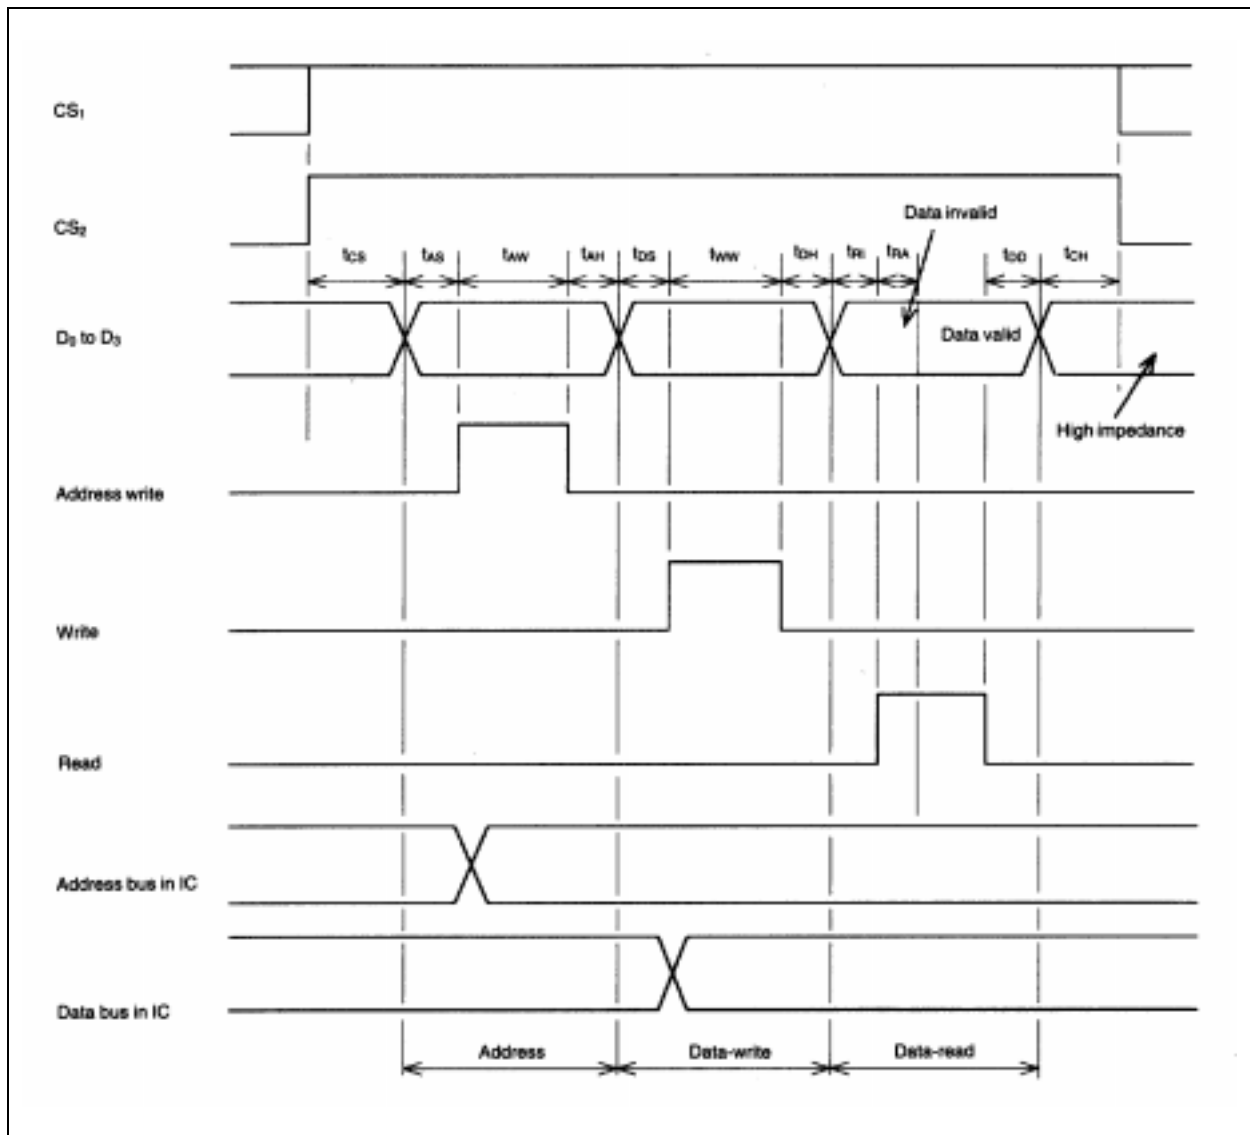 CS₁
CS₂
Data invalid
tCS tAS tAW tAH tDS tWW tDH tRI tRA tDD tCH
D₀ to D₃
Data valid
High impedance
Address write
Write
Read
Address bus in IC
Data bus in IC
Address Data-write Data-read